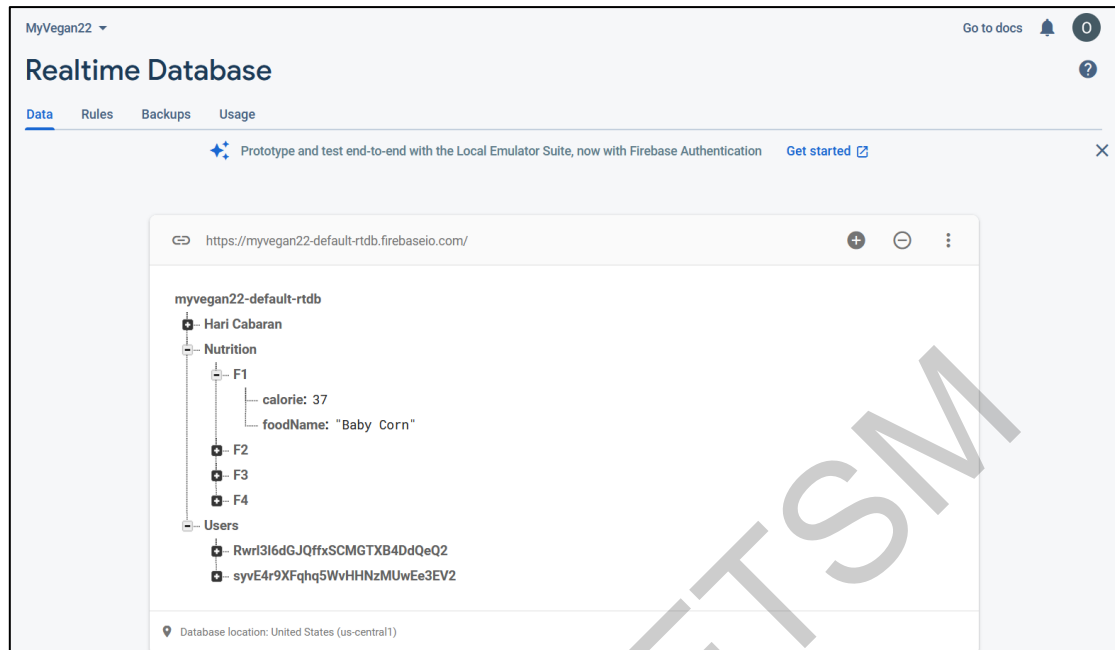 MyVegan22 Go to docs O
Realtime Database ?
Data Rules Backups Usage
Prototype and test end-to-end with the Local Emulator Suite, now with Firebase Authentication Get started
https://myvegan22-default-rtdb.firebaseio.com/
myvegan22-default-rtdb
Hari Cabaran
Nutrition
F1
calorie: 37
foodName: "Baby Corn"
F2
F3
F4
Users
Rwrl3I6dGJQffxSCMGTXB4DdQeQ2
syvE4r9XFqhq5WvHHNzMUwEe3EV2
Database location: United States (us-central1)
FTSM